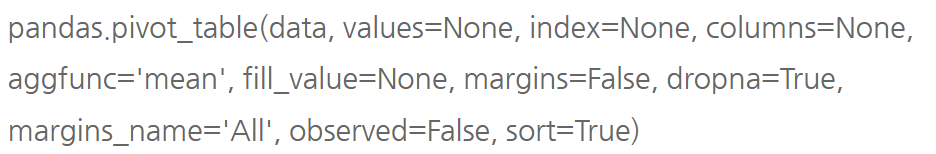 pandas.pivot_table(data, values=None, index=None, columns=None,
aggfunc='mean', fill_value=None, margins=False, dropna=True,
margins_name='All', observed=False, sort=True)